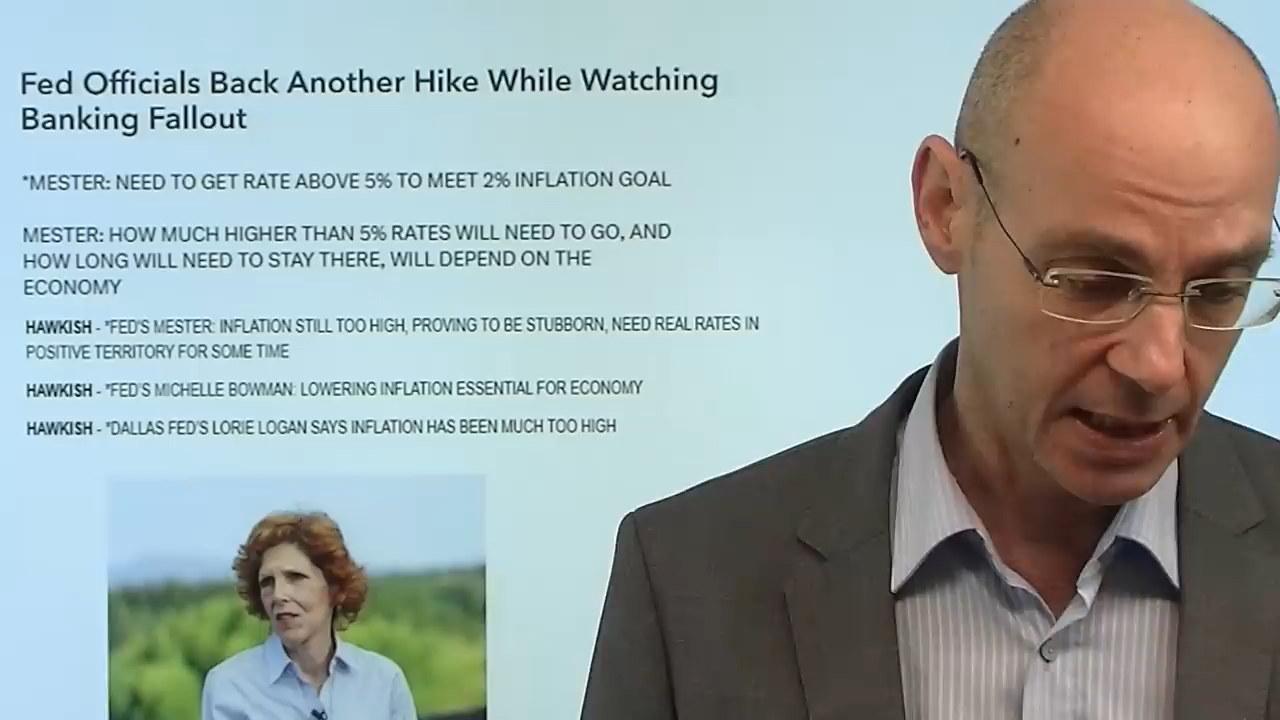 Fed Officials Back Another Hike While Watching
Banking Fallout
*MESTER: NEED TO GET RATE ABOVE 5% TO MEET 2% INFLATION GOAL
MESTER: HOW MUCH HIGHER THAN 5% RATES WILL NEED TO GO, AND
HOW LONG WILL NEED TO STAY THERE, WILL DEPEND ON THE
ECONOMY
HAWKISH - *FED'S MESTER: INFLATION STILL TOO HIGH, PROVING TO BE STUBBORN, NEED REAL RATES IN
POSITIVE TERRITORY FOR SOME TIME
HAWKISH - *FED'S MICHELLE BOWMAN: LOWERING INFLATION ESSENTIAL FOR ECONOMY
HAWKISH - *DALLAS FED'S LORIE LOGAN SAYS INFLATION HAS BEEN MUCH TOO HIGH